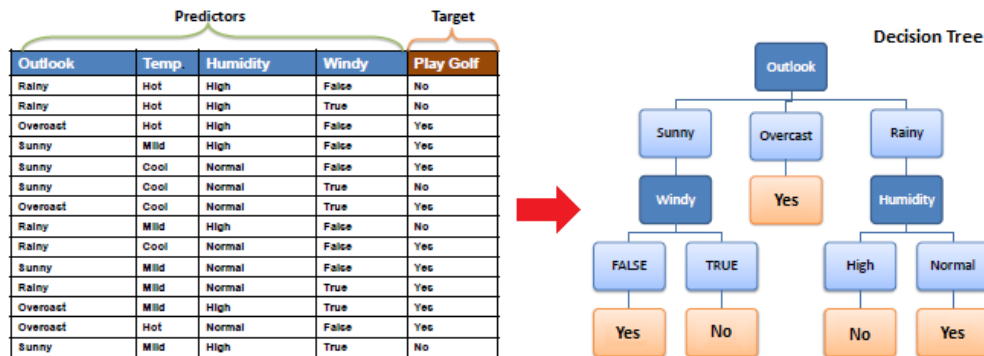 Predictors Target
Outlook Temp. Humidity Windy Play Golf
Rainy Hot High False No
Rainy Hot High True No
Overcast Hot High False Yes
Sunny Mild High False Yes
Sunny Cool Normal False Yes
Sunny Cool Normal True No
Overcast Cool Normal True Yes
Rainy Mild High False No
Rainy Cool Normal False Yes
Sunny Mild Normal False Yes
Rainy Mild Normal True Yes
Overcast Mild High True Yes
Overcast Hot Normal False Yes
Sunny Mild High True No
Decision Tree
Outlook
Sunny Overcast Rainy
Windy Yes Humidity
FALSE TRUE High Normal
Yes No No Yes